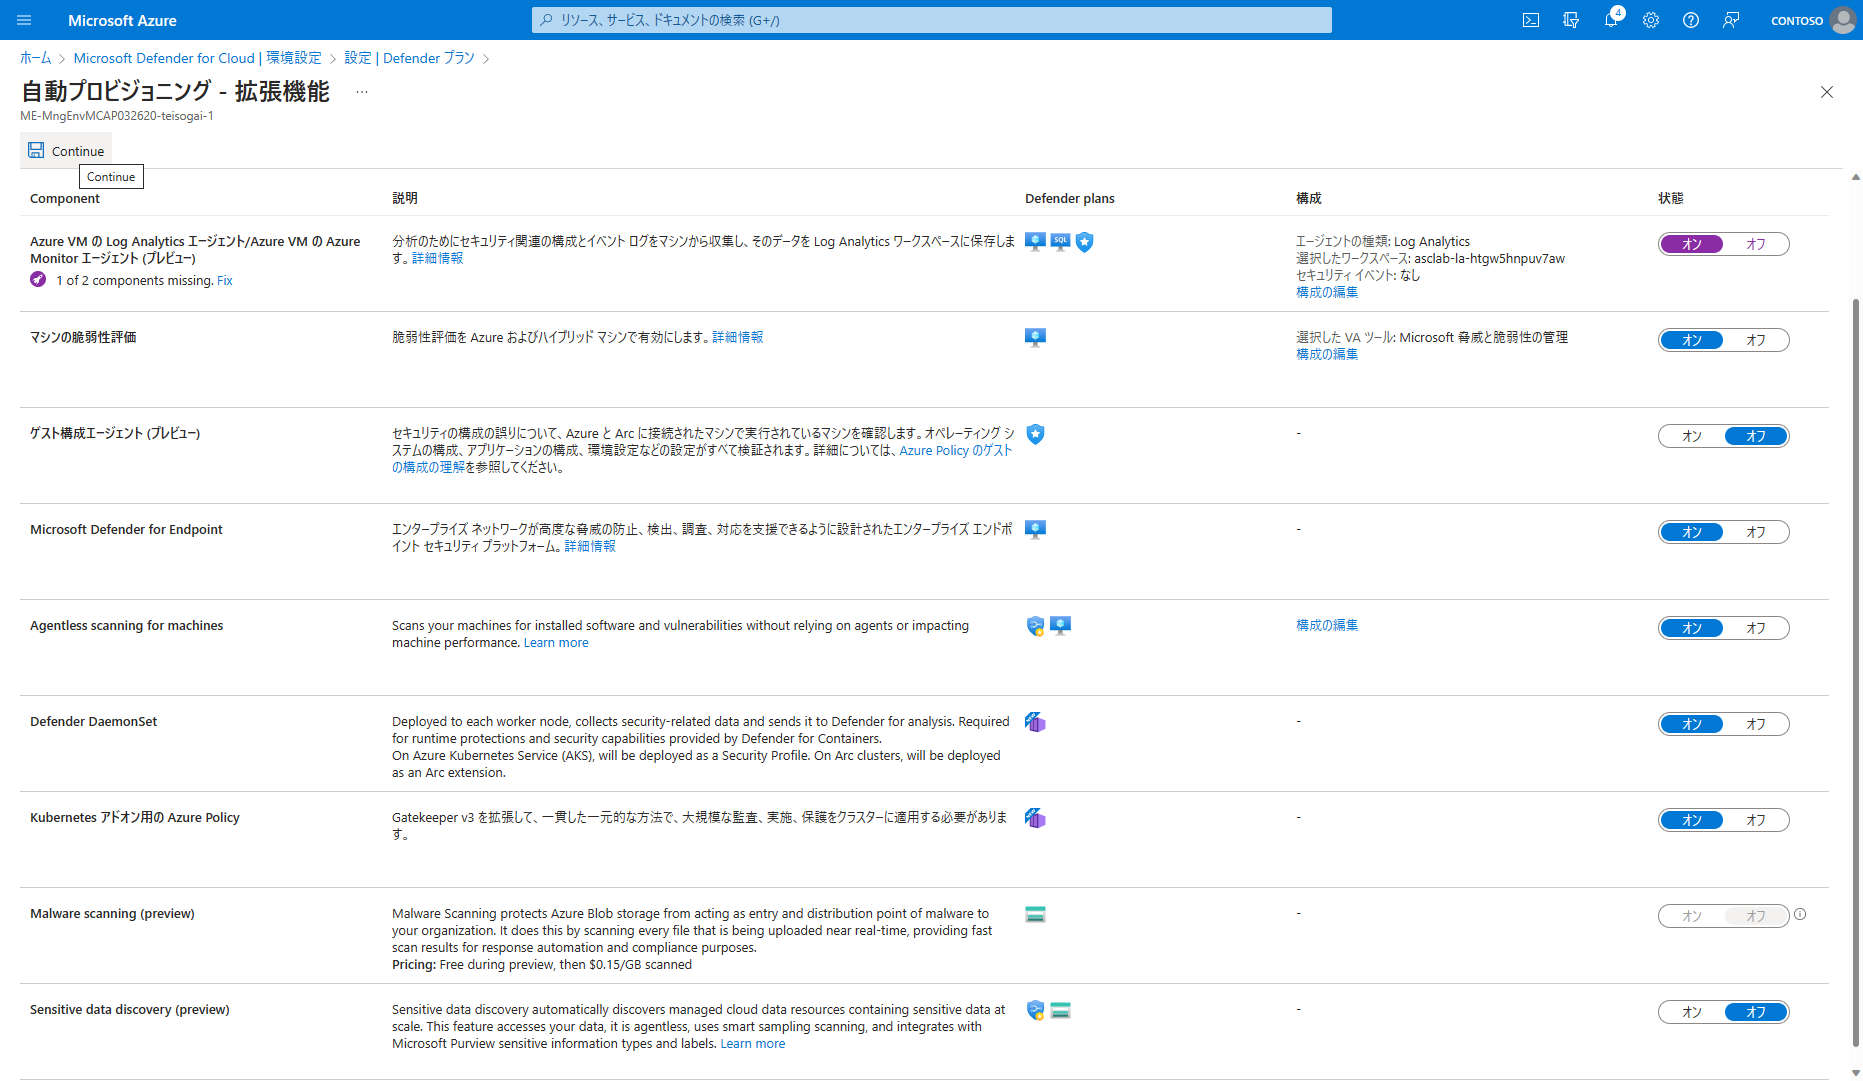 Microsoft Azure
リソース、サービス、ドキュメントの検索 (G+/)
4
CONTOSO
ホーム > Microsoft Defender for Cloud | 環境設定 > 設定 | Defender プラン >
自動プロビジョニング - 拡張機能 …
ME-MngEnvMCAP032620-teisogai-1
Continue
Continue
Component 説明 Defender plans 構成 状態
Azure VM の Log Analytics エージェント/Azure VM の Azure
Monitor エージェント (プレビュー)
1 of 2 components missing. Fix
分析のためにセキュリティ関連の構成とイベント ログをマシンから収集し、そのデータを Log Analytics ワークスペースに保存しま
す。詳細情報
SQL
エージェントの種類: Log Analytics
選択したワークスペース: asclab-la-htgw5hnpuv7aw
セキュリティ イベント: なし
構成の編集
オン オフ
マシンの脆弱性評価
脆弱性評価を Azure およびハイブリッド マシンで有効にします。詳細情報
選択した VA ツール: Microsoft 脅威と脆弱性の管理
構成の編集
オン オフ
ゲスト構成エージェント (プレビュー)
セキュリティの構成の誤りについて、Azure と Arc に接続されたマシンで実行されているマシンを確認します。オペレーティング シ
ステムの構成、アプリケーションの構成、環境設定などの設定がすべて検証されます。詳細については、Azure Policy のゲスト
の構成の理解を参照してください。
-
オン オフ
Microsoft Defender for Endpoint
エンタープライズ ネットワークが高度な脅威の防止、検出、調査、対応を支援できるように設計されたエンタープライズ エンドポ
イント セキュリティ プラットフォーム。詳細情報
-
オン オフ
Agentless scanning for machines
Scans your machines for installed software and vulnerabilities without relying on agents or impacting
machine performance. Learn more
構成の編集
オン オフ
Defender DaemonSet
Deployed to each worker node, collects security-related data and sends it to Defender for analysis. Required
for runtime protections and security capabilities provided by Defender for Containers.
On Azure Kubernetes Service (AKS), will be deployed as a Security Profile. On Arc clusters, will be deployed
as an Arc extension.
-
オン オフ
Kubernetes アドオン用の Azure Policy
Gatekeeper v3 を拡張して、一貫した一元的な方法で、大規模な監査、実施、保護をクラスターに適用する必要がありま
す。
-
オン オフ
Malware scanning (preview)
Malware Scanning protects Azure Blob storage from acting as entry and distribution point of malware to
your organization. It does this by scanning every file that is being uploaded near real-time, providing fast
scan results for response automation and compliance purposes.
Pricing: Free during preview, then $0.15/GB scanned
-
オン オフ
Sensitive data discovery (preview)
Sensitive data discovery automatically discovers managed cloud data resources containing sensitive data at
scale. This feature accesses your data, it is agentless, uses smart sampling scanning, and integrates with
Microsoft Purview sensitive information types and labels. Learn more
-
オン オフ